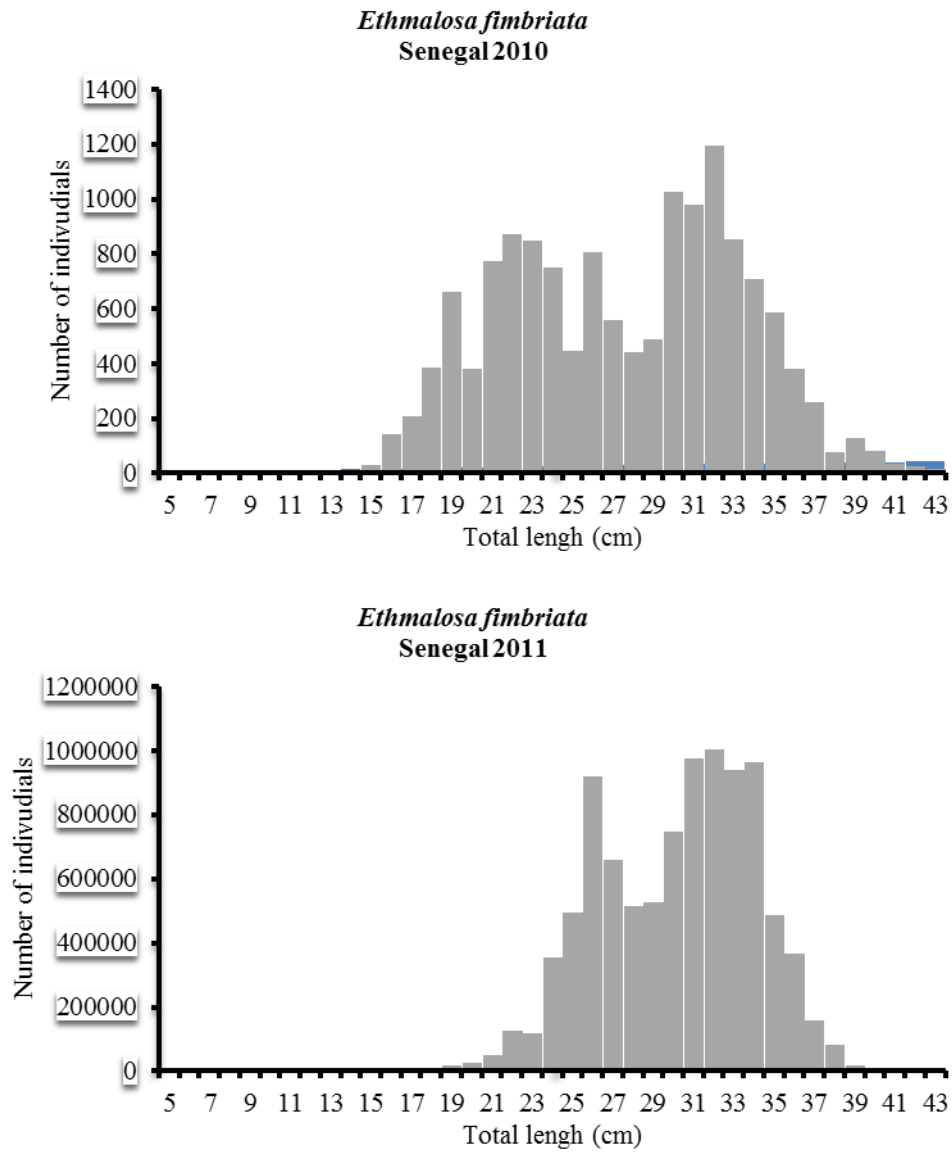 Ethmalosa fimbriata
Senegal 2010
1400
1200
1000
800
600
400
200
0
Number of indivudials
5 7 9 11 13 15 17 19 21 23 25 27 29 31 33 35 37 39 41 43
Total lengh (cm)
Ethmalosa fimbriata
Senegal 2011
1200000
1000000
800000
600000
400000
200000
0
Number of indivudials
5 7 9 11 13 15 17 19 21 23 25 27 29 31 33 35 37 39 41 43
Total lengh (cm)